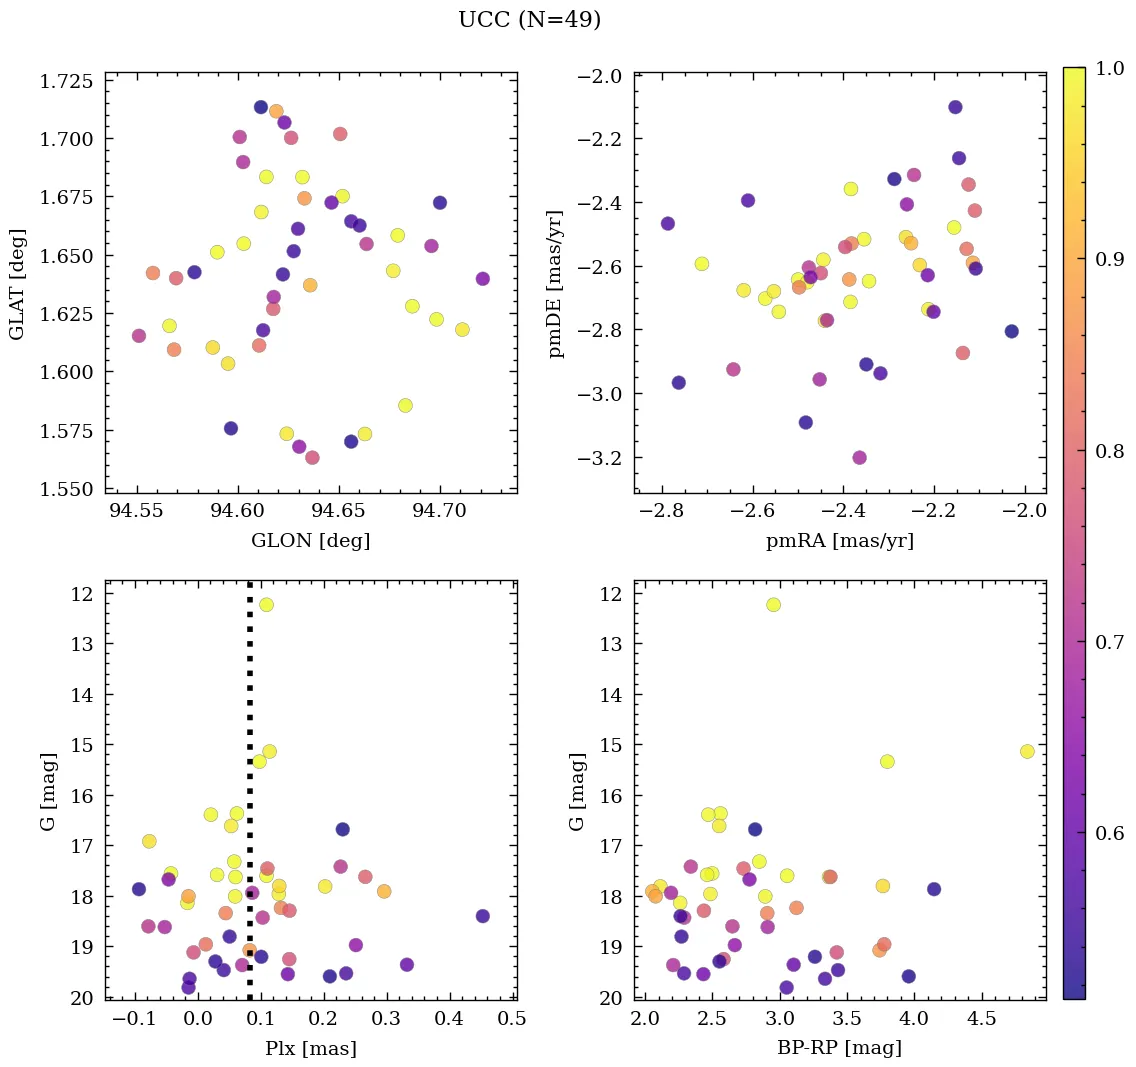 UCC (N=49)
1.725
1.700
1.675
1.650
1.625
1.600
1.575
1.550
GLAT [deg]
94.55 94.60 94.65 94.70
GLON [deg]
−2.0
−2.2
−2.4
−2.6
−2.8
−3.0
−3.2
pmDE [mas/yr]
−2.8 −2.6 −2.4 −2.2 −2.0
pmRA [mas/yr]
12
13
14
15
16
17
18
19
20
G [mag]
−0.1 0.0 0.1 0.2 0.3 0.4 0.5
Plx [mas]
12
13
14
15
16
17
18
19
20
G [mag]
2.0 2.5 3.0 3.5 4.0 4.5
BP-RP [mag]
1.0
0.9
0.8
0.7
0.6